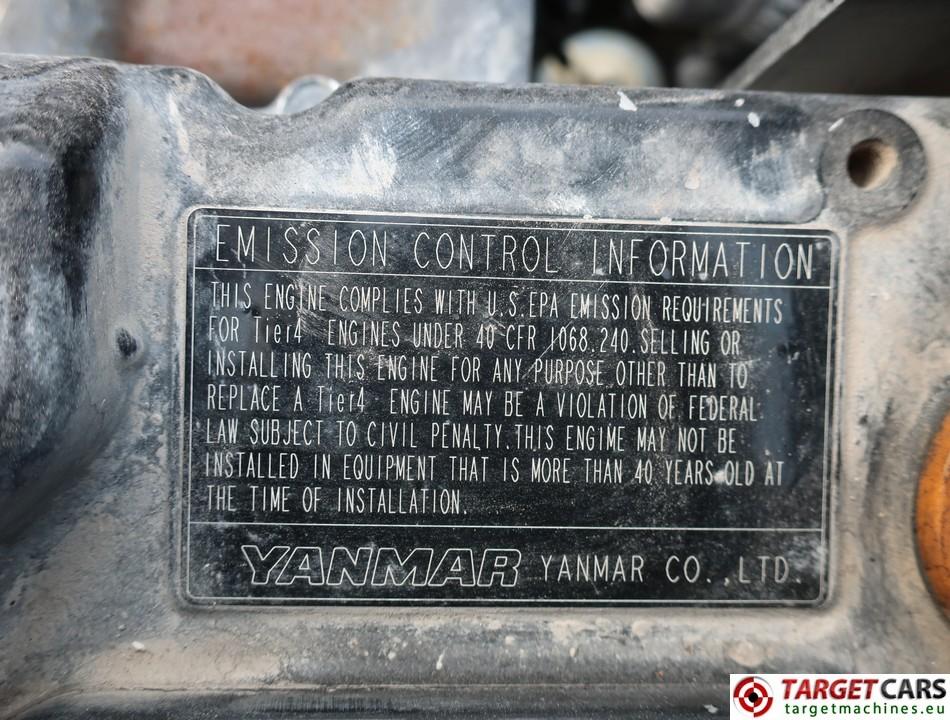 EMISSION CONTROL INFORMATION
THIS ENGINE COMPLIES WITH U.S.EPA EMISSION REQUIREMENTS
FOR Tier4 ENGINES UNDER 40 CFR 1068.240.SELLING OR
INSTALLING THIS ENGINE FOR ANY PURPOSE OTHER THAN TO
REPLACE A Tier4 ENGINE MAY BE A VIOLATION OF FEDERAL
LAW SUBJECT TO CIVIL PENALTY.THIS ENGIME MAY NOT BE
INSTALLED IN EQUIPMENT THAT IS MORE THAN 40 YEARS OLD AT
THE TIME OF INSTALLATION.
YANMAR YANMAR CO.,LTD.
TARGET CARS
targetmachines.eu